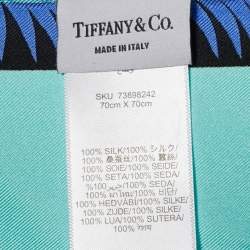 TIFFANY & CO.
MADE IN ITALY
SKU 73698242
70cm X 70cm
100% SILK/100% シルク/
100% 桑蚕丝/100% 蠶絲/
100% SOIE/100% SEIDE/
100% SETA/100% SEDA/
100% SEDA/
100% HEDVÁBÍ/100% SILKE/
100% ZIJDE/100% SILKE/
100% LUA/100% SUTERA/